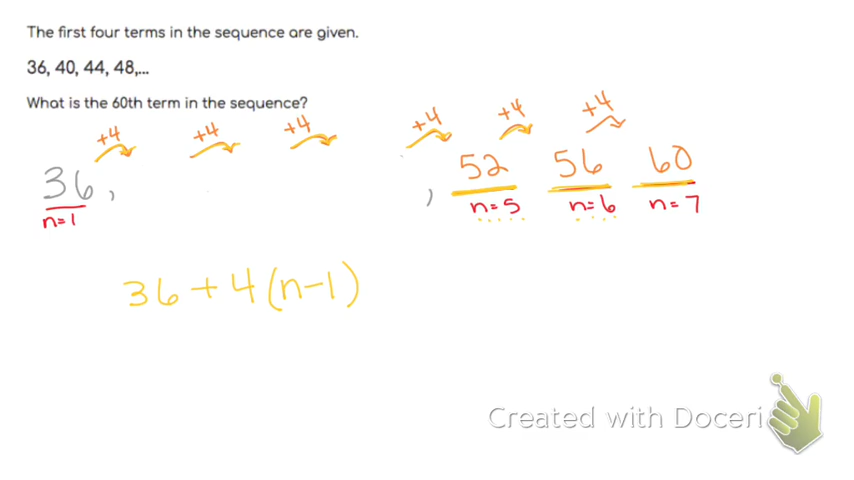 The first four terms in the sequence are given.
36, 40, 44, 48,...
What is the 60th term in the sequence?
+4 +4 +4 +4 +4 +4
36, , 52 56 60
n=1 n=5 n=6 n=7
36 + 4(n-1)
Created with Doceri